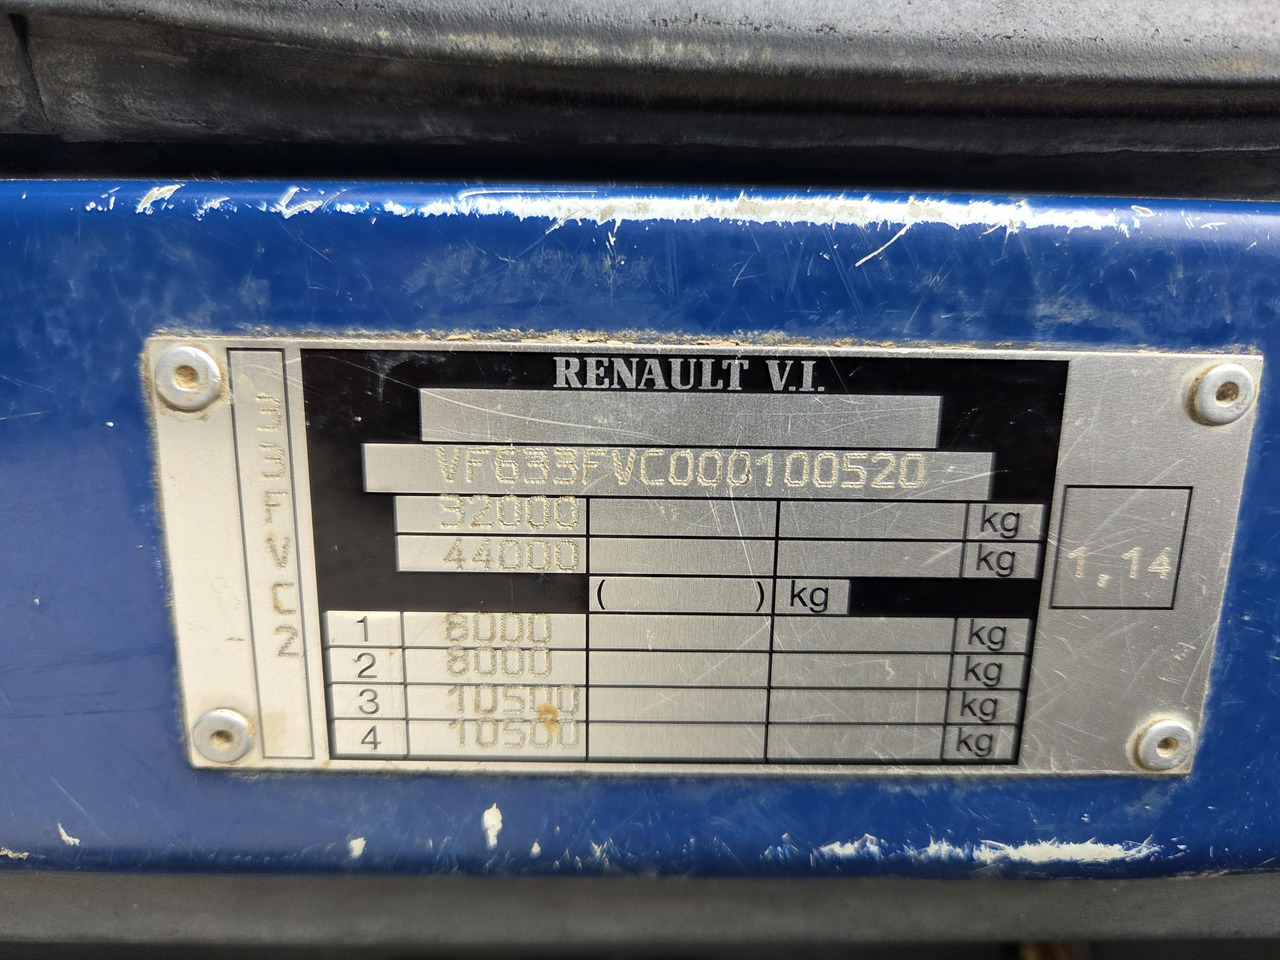 RENAULT V.I.
VF633FVC000100520
32000 kg
44000 kg
( ) kg
1 8000 kg
2 8000 kg
3 10500 kg
4 10500 kg
1,14